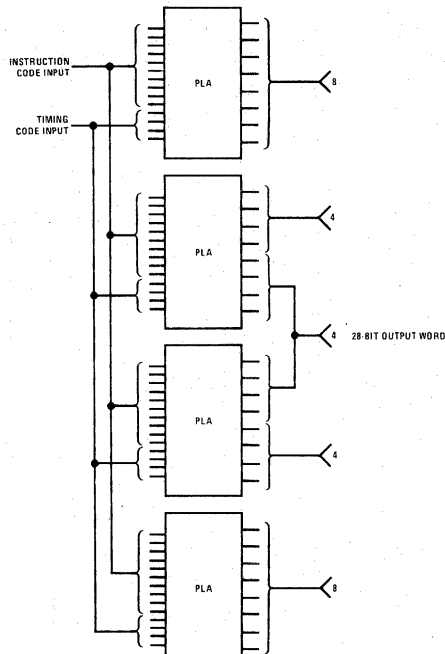 INSTRUCTION
CODE INPUT
PLA
8
TIMING
CODE INPUT
4
PLA
4 28-BIT OUTPUT WORD
PLA
4
PLA
8